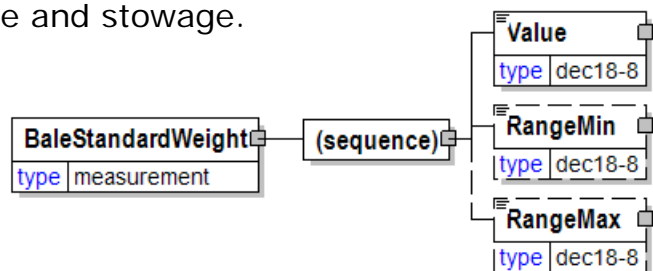 e and stowage.
Value
type dec18-8
BaleStandardWeight
type measurement
(sequence)
RangeMin
type dec18-8
RangeMax
type dec18-8